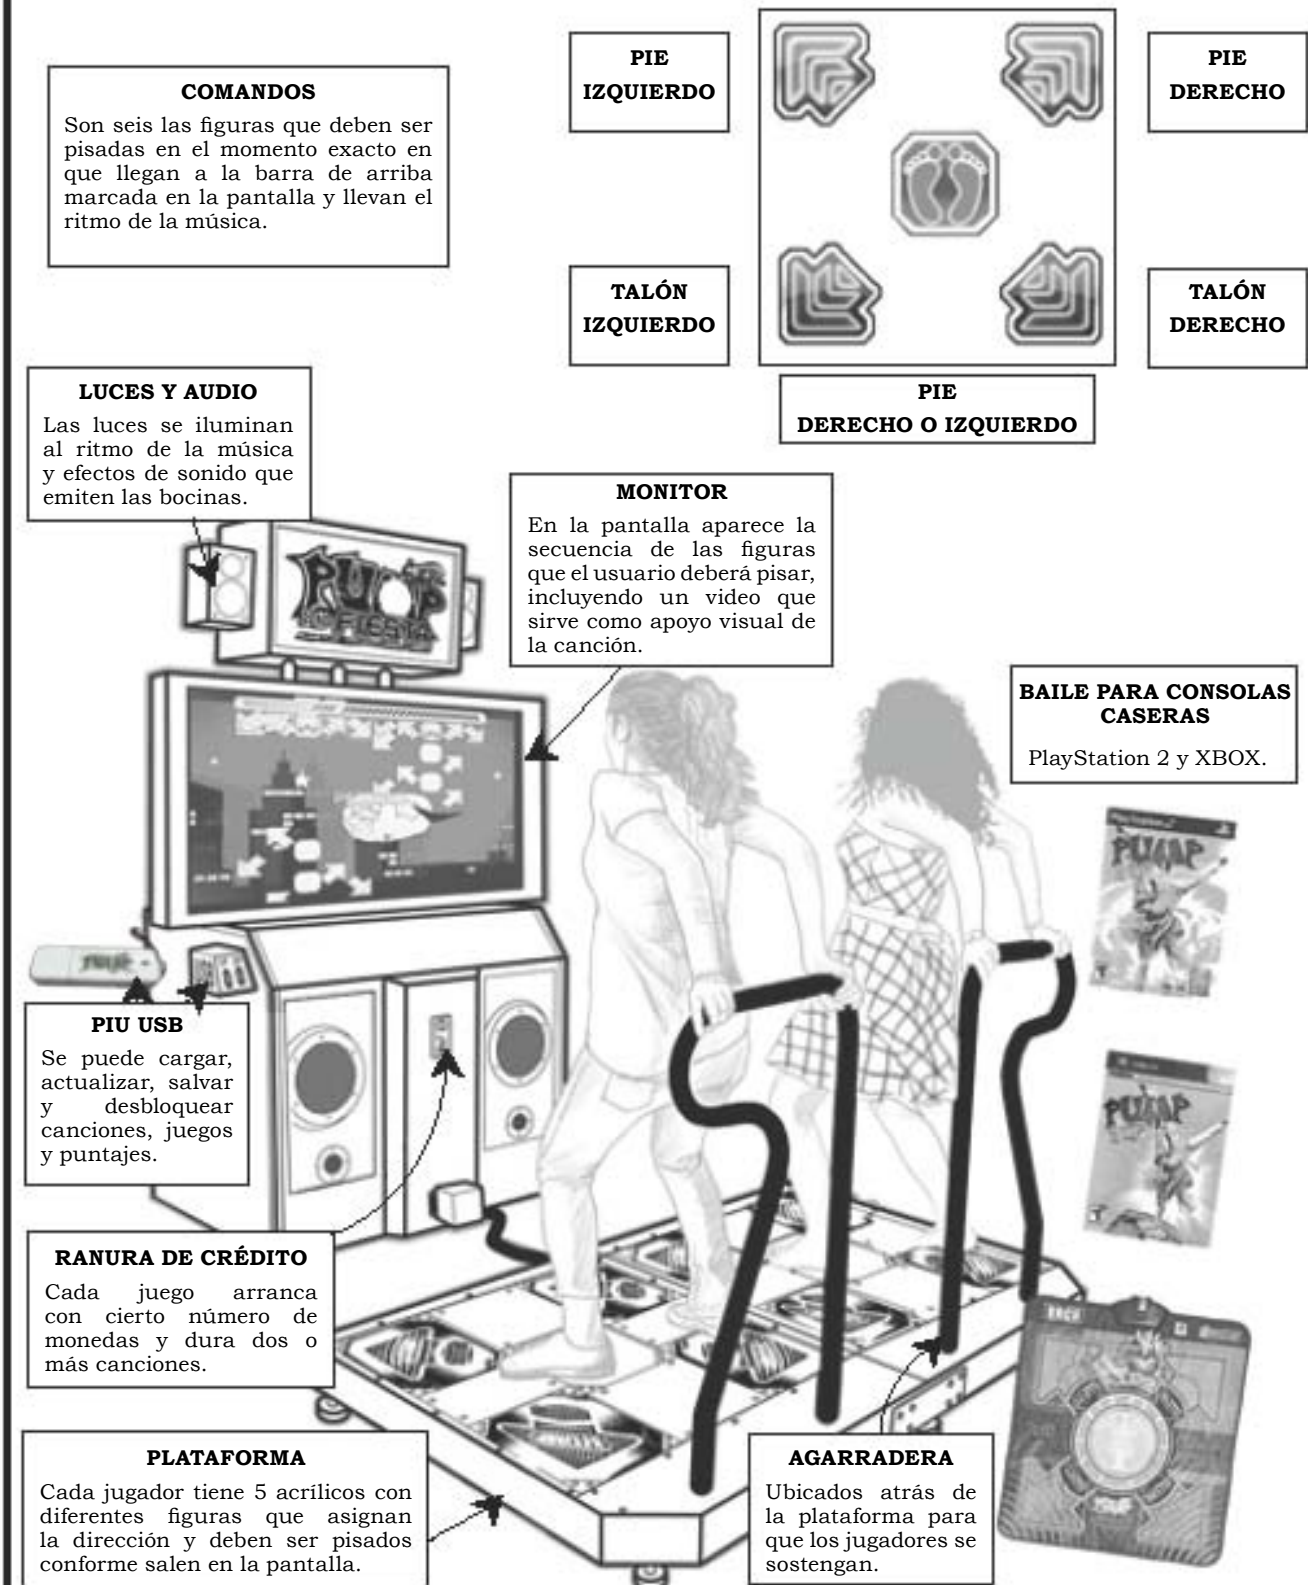 COMANDOS
Son seis las figuras que deben ser
pisadas en el momento exacto en
que llegan a la barra de arriba
marcada en la pantalla y llevan el
ritmo de la música.
PIE
IZQUIERDO
PIE
DERECHO
TALÓN
IZQUIERDO
TALÓN
DERECHO
PIE
DERECHO O IZQUIERDO
LUCES Y AUDIO
Las luces se iluminan
al ritmo de la música
y efectos de sonido que
emiten las bocinas.
MONITOR
En la pantalla aparece la
secuencia de las figuras
que el usuario deberá pisar,
incluyendo un video que
sirve como apoyo visual de
la canción.
PUMP
FIESTA
BAILE PARA CONSOLAS
CASERAS
PlayStation 2 y XBOX.
PUMP
PUMP
PIU USB
Se puede cargar,
actualizar, salvar
y desbloquear
canciones, juegos
y puntajes.
RANURA DE CRÉDITO
Cada juego arranca
con cierto número de
monedas y dura dos o
más canciones.
PLATAFORMA
Cada jugador tiene 5 acrílicos con
diferentes figuras que asignan
la dirección y deben ser pisados
conforme salen en la pantalla.
AGARRADERA
Ubicados atrás de
la plataforma para
que los jugadores se
sostengan.
BACK